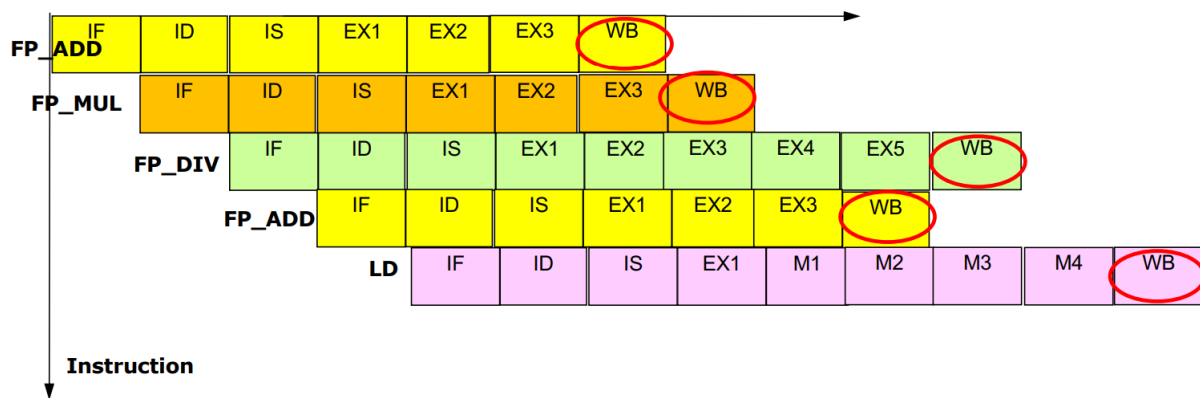 FP_ADD IF ID IS EX1 EX2 EX3 WB
FP_MUL IF ID IS EX1 EX2 EX3 WB
FP_DIV IF ID IS EX1 EX2 EX3 EX4 EX5 WB
FP_ADD IF ID IS EX1 EX2 EX3 WB
LD IF ID IS EX1 M1 M2 M3 M4 WB
Instruction